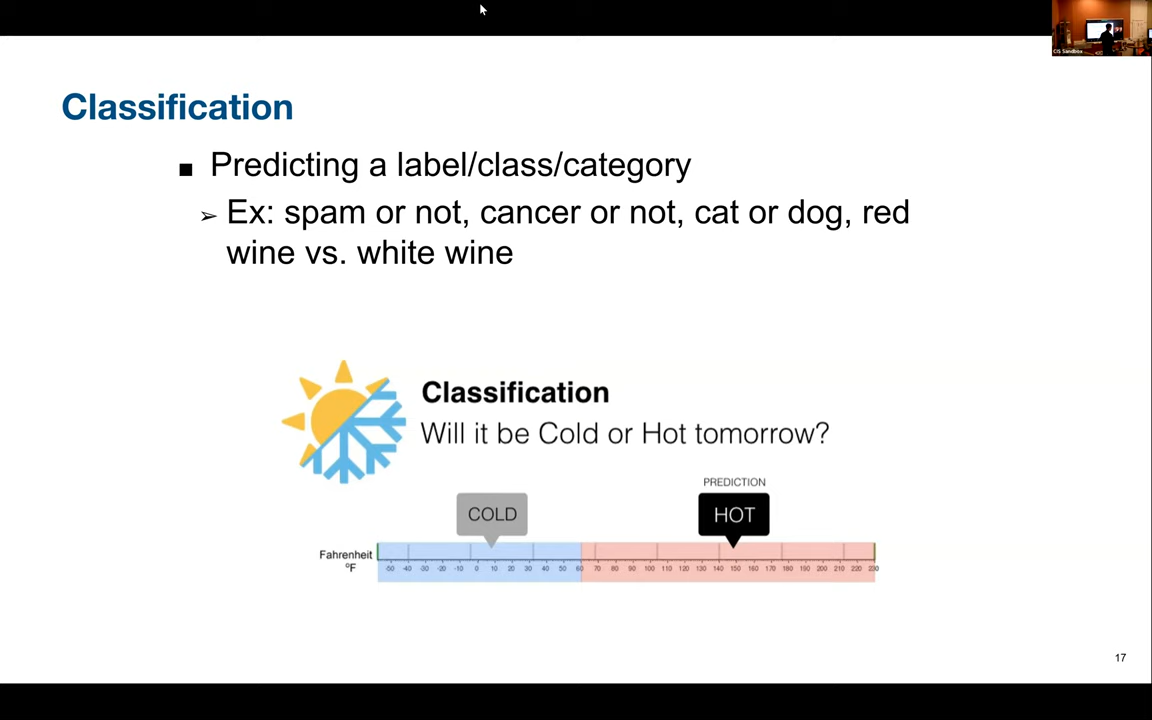 CIS Sandbox
Classification
■ Predicting a label/class/category
➢ Ex: spam or not, cancer or not, cat or dog, red
wine vs. white wine
Classification
Will it be Cold or Hot tomorrow?
PREDICTION
COLD
HOT
Fahrenheit
ºF
-50 -40 -30 -20 -10 0 10 20 30 40 50 60 70 80 90 100 110 120 130 140 150 160 170 180 190 200 210 220 230
17